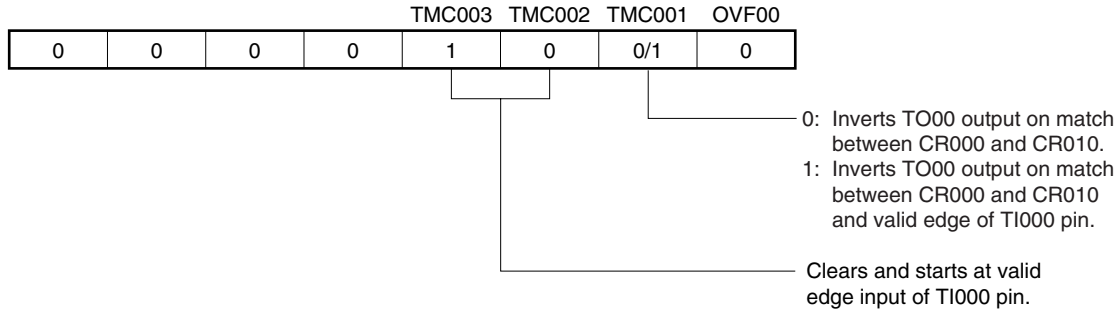 TMC003 TMC002 TMC001 OVF00
0 0 0 0 1 0 0/1 0
0: Inverts TO00 output on match
between CR000 and CR010.
1: Inverts TO00 output on match
between CR000 and CR010
and valid edge of TI000 pin.
Clears and starts at valid
edge input of TI000 pin.